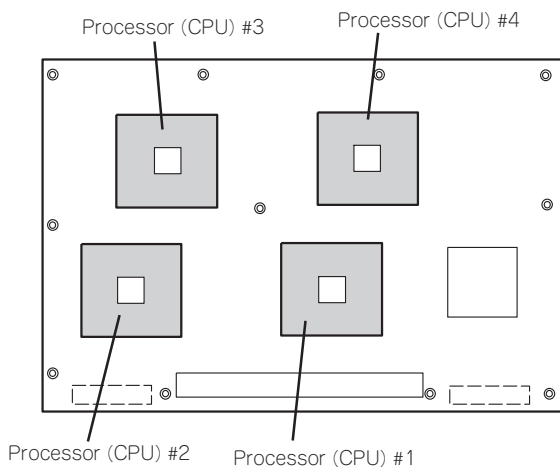 Processor (CPU) #3
Processor (CPU) #4
Processor (CPU) #2
Processor (CPU) #1